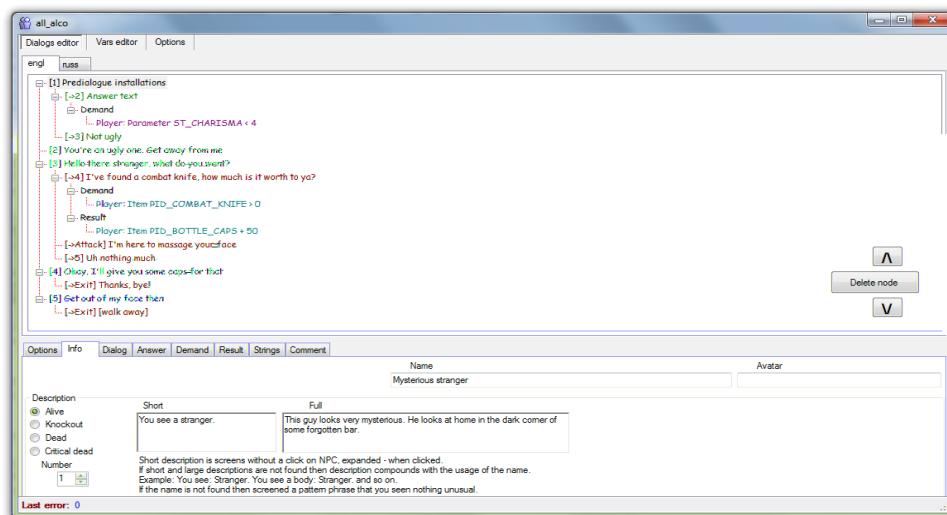 all_alco
Dialogs editor Vars editor Options
engl russ
[1] Predialogue installations
[->2] Answer text
Demand
Player: Parameter ST_CHARISMA < 4
[->3] Not ugly
[2] You're an ugly one. Get away from me
[3] Hello there stranger, what do you want?
[->4] I've found a combat knife, how much is it worth to ya?
Demand
Player: Item PID_COMBAT_KNIFE > 0
Result
Player: Item PID_BOTTLE_CAPS + 50
[->Attack] I'm here to massage your face
[->5] Uh nothing much
[4] Okay, I'll give you some caps for that
[->Exit] Thanks, bye!
[5] Get out of my face then
[->Exit] [walk away]
/\
Delete node
\/
Options Info Dialog Answer Demand Result Strings Comment
Name Avatar
Mysterious stranger
Description
Alive
Knockout
Dead
Critical dead
Number
1
Short Full
You see a stranger.
This guy looks very mysterious. He looks at home in the dark corner of
some forgotten bar.
Short description is screens without a click on NPC, expanded - when clicked.
If short and large descriptions are not found then description compounds with the usage of the name.
Example: You see: Stranger. You see a body: Stranger. and so on.
If the name is not found then screened a pattern phrase that you seen nothing unusual.
Last error: 0